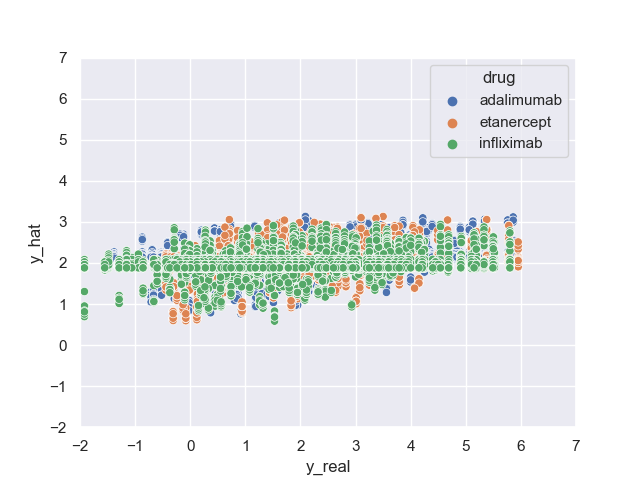 7
6
5
4
3
2
1
0
−1
−2
y_hat
drug
adalimumab
etanercept
infliximab
−2 −1 0 1 2 3 4 5 6 7
y_real